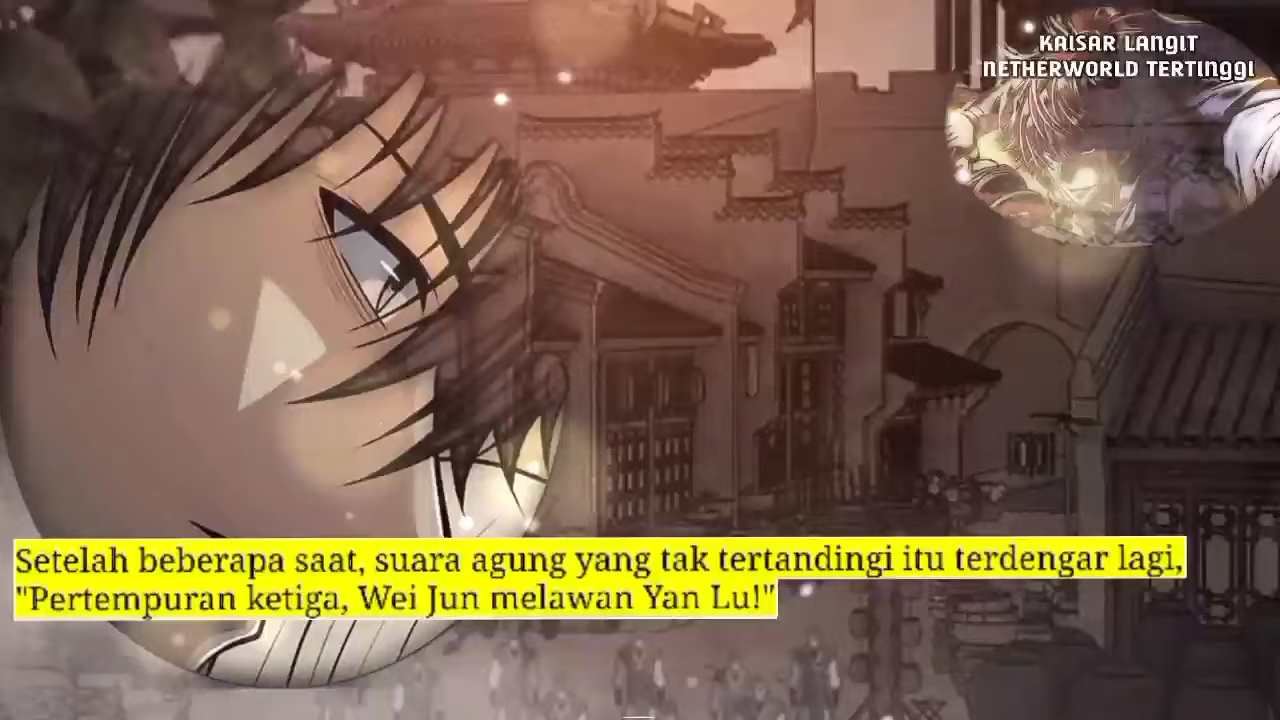 KAISAR LANGIT
NETHERWORLD TERTINGGI
Setelah beberapa saat, suara agung yang tak tertandingi itu terdengar lagi,
"Pertempuran ketiga, Wei Jun melawan Yan Lu!"